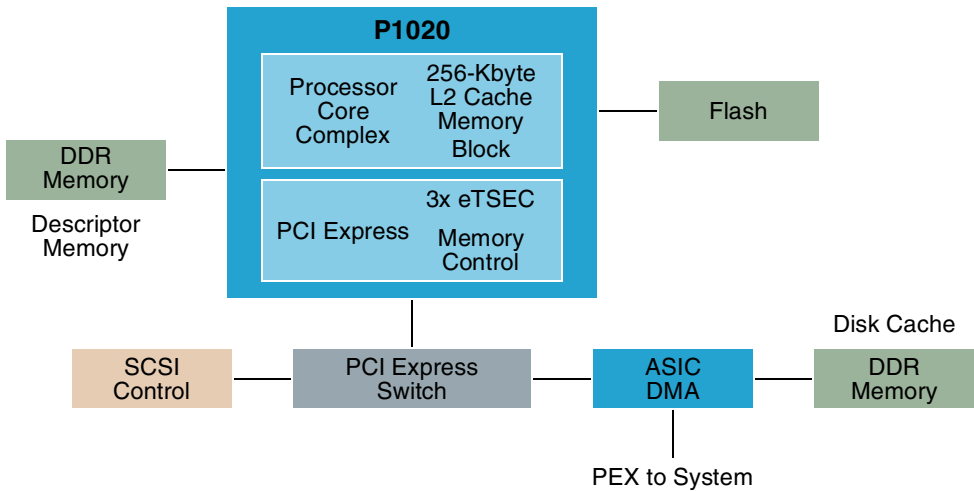 P1020
Processor
Core
Complex
256-Kbyte
L2 Cache
Memory
Block
Flash
DDR
Memory
Descriptor
Memory
PCI Express
3x eTSEC
Memory
Control
Disk Cache
SCSI
Control
PCI Express
Switch
ASIC
DMA
DDR
Memory
PEX to System